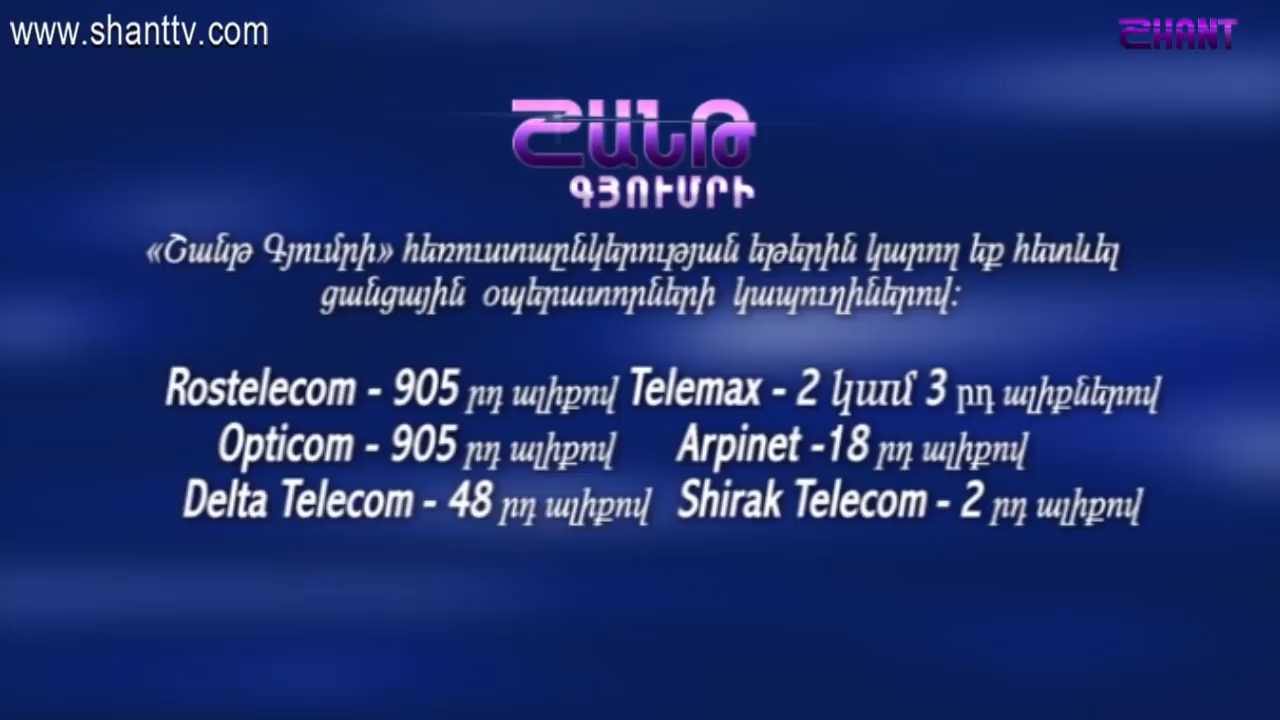 www.shanttv.com
SHANT
ՇԱՆԹ
ԳՅՈՒՄՐԻ
«Շանթ Գյումրի» հեռուստաընկերության եթերին կարող եք հետևել
ցանցային օպերատորների կապուղիներով:
Rostelecom - 905 րդ ալիքով Telemax - 2 կամ 3 րդ ալիքներով
Opticom - 905 րդ ալիքով Arpinet -18 րդ ալիքով
Delta Telecom - 48 րդ ալիքով Shirak Telecom - 2 րդ ալիքով